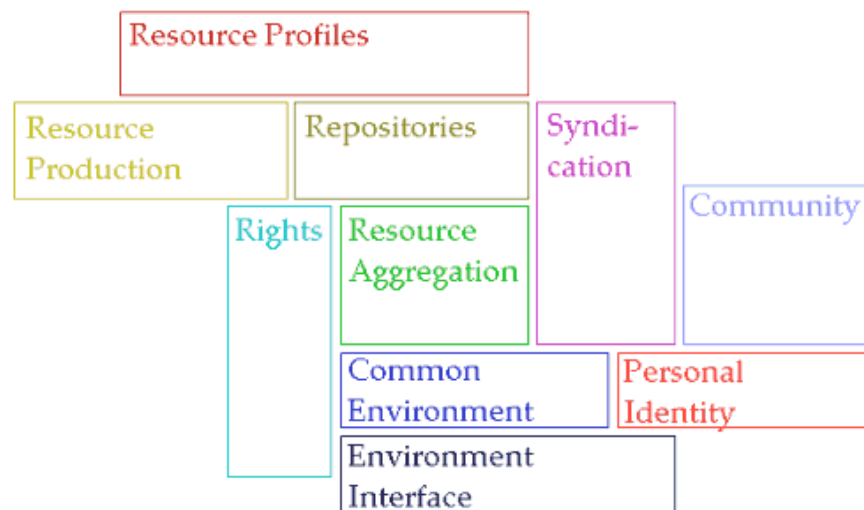 Resource Profiles
Resource
Production
Repositories
Syndi-
cation
Community
Rights
Resource
Aggregation
Common
Environment
Personal
Identity
Environment
Interface